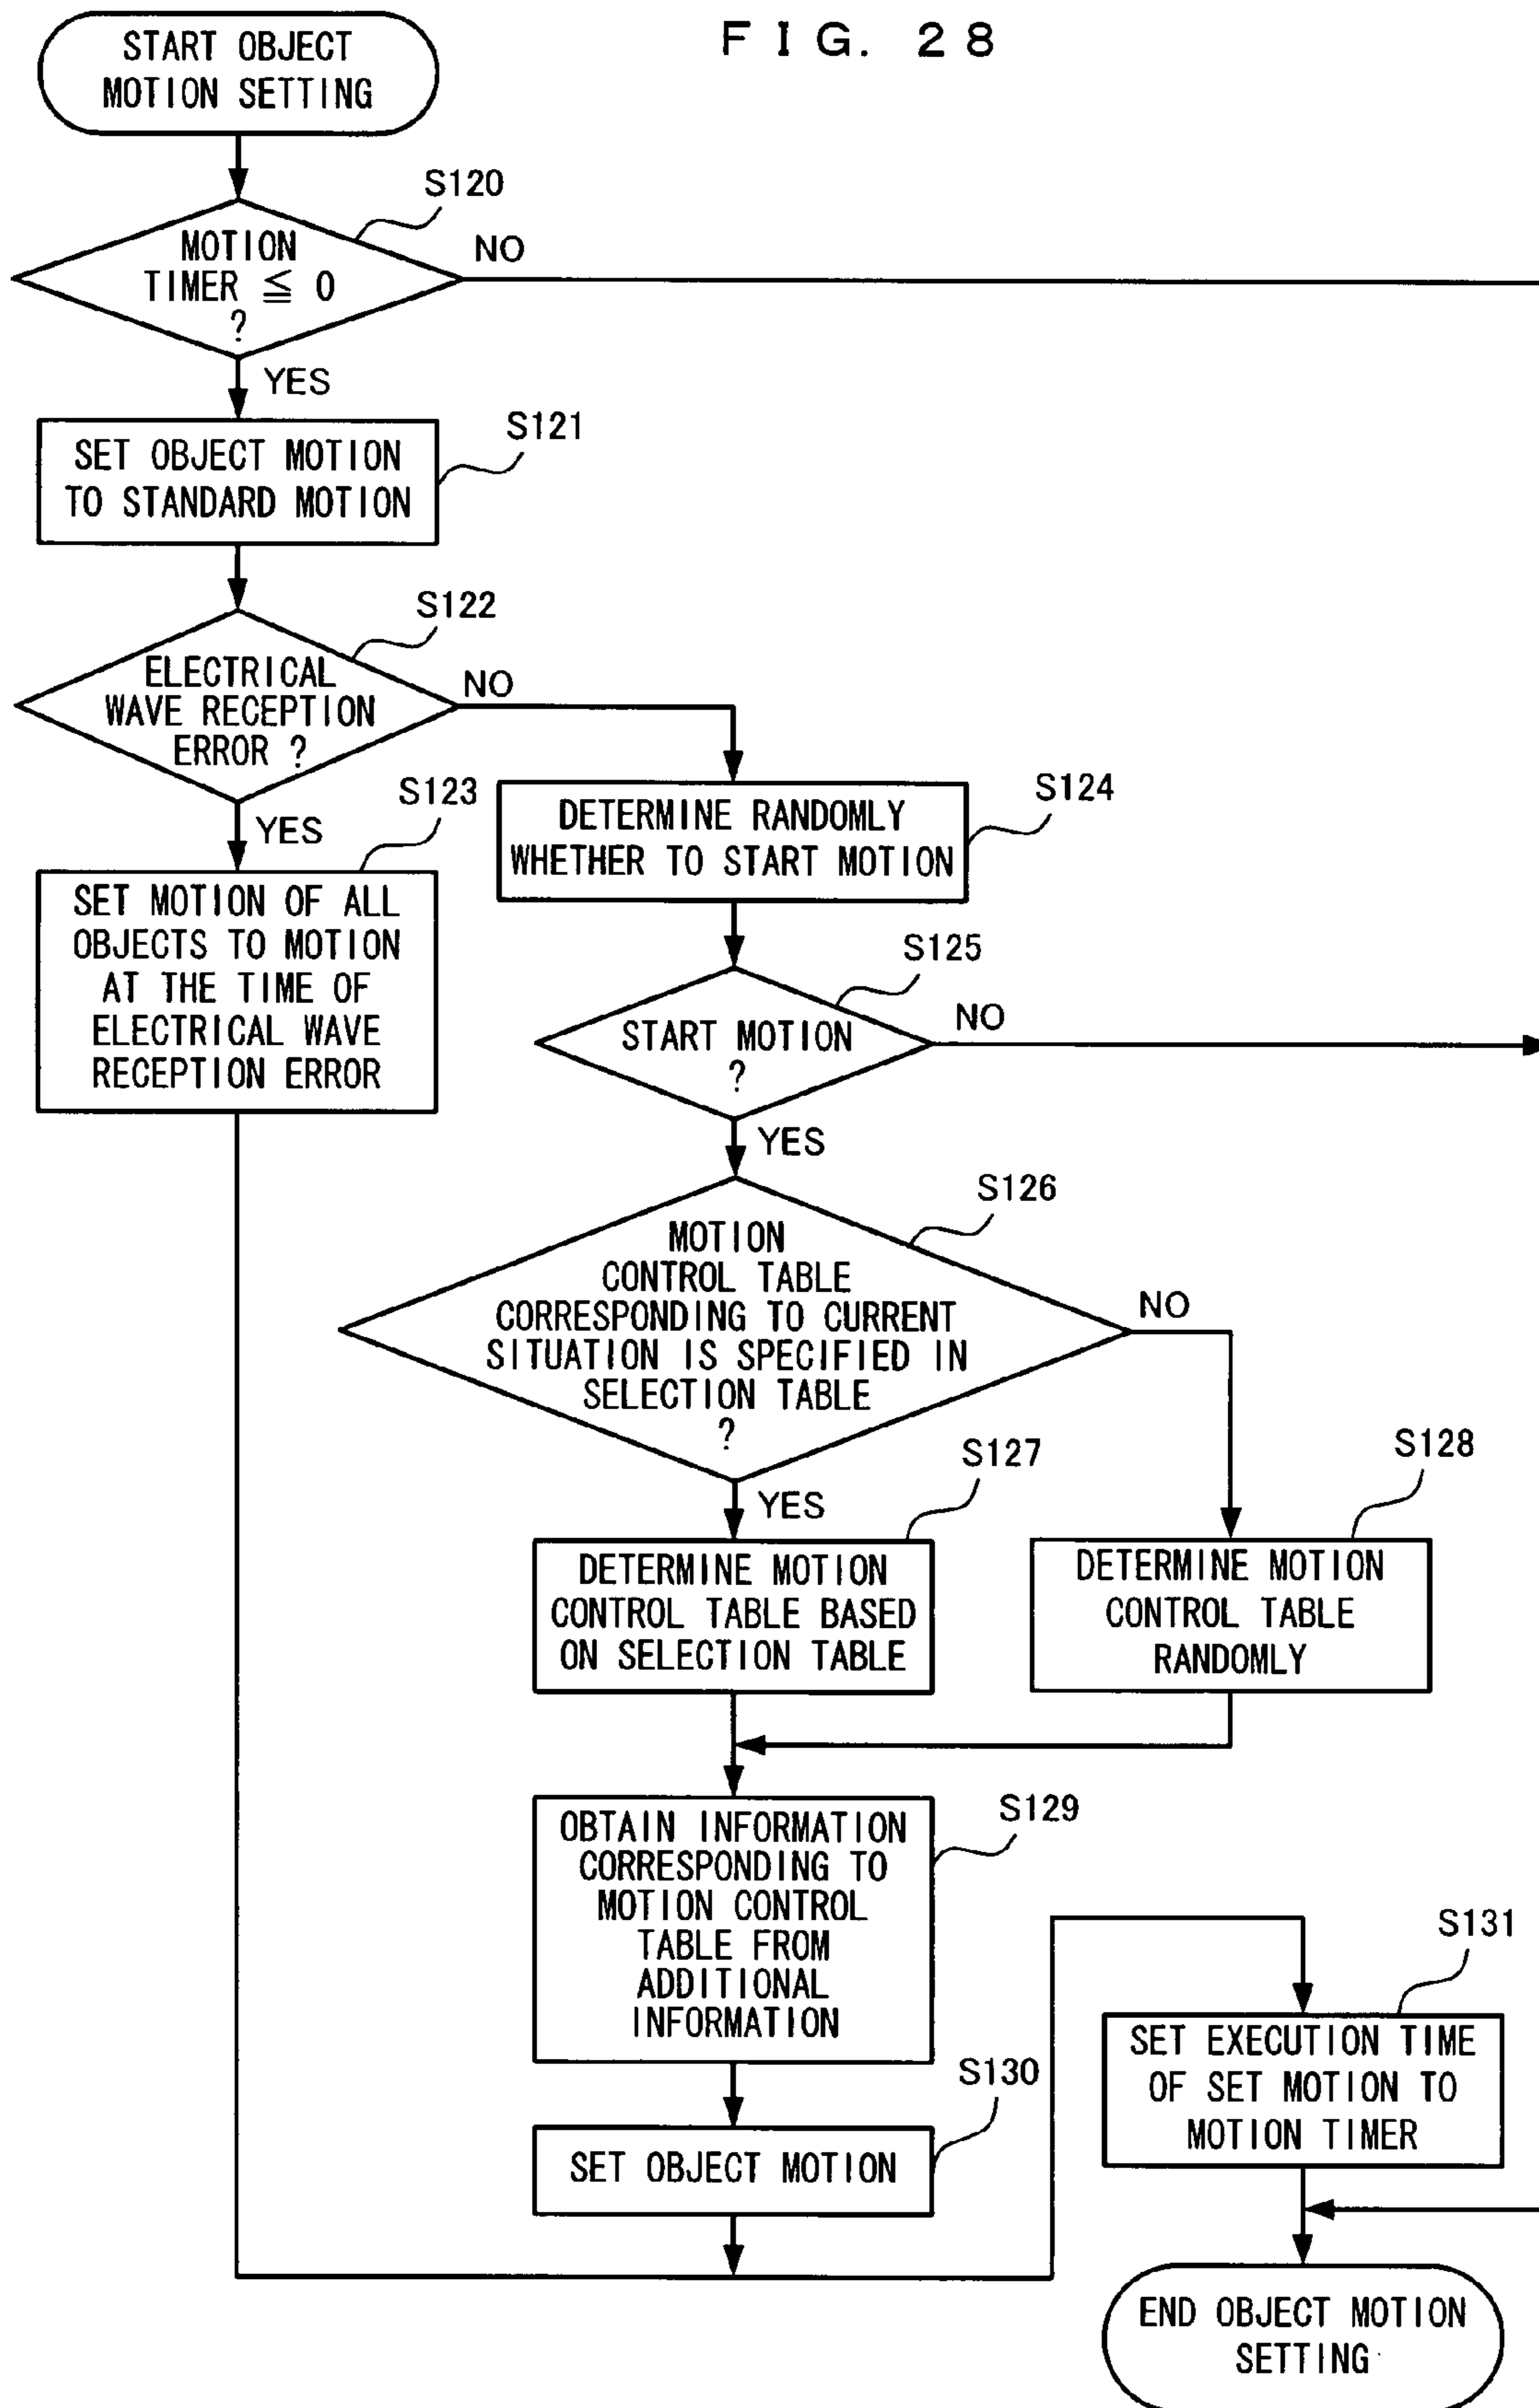 FIG. 28
START OBJECT
MOTION SETTING
S120
MOTION
TIMER ≦ 0
?
NO
YES
S121
SET OBJECT MOTION
TO STANDARD MOTION
S122
ELECTRICAL
WAVE RECEPTION
ERROR ?
NO
YES
S123
SET MOTION OF ALL
OBJECTS TO MOTION
AT THE TIME OF
ELECTRICAL WAVE
RECEPTION ERROR
S124
DETERMINE RANDOMLY
WHETHER TO START MOTION
S125
START MOTION
?
NO
YES
S126
MOTION
CONTROL TABLE
CORRESPONDING TO CURRENT
SITUATION IS SPECIFIED IN
SELECTION TABLE
?
NO
YES
S127
DETERMINE MOTION
CONTROL TABLE BASED
ON SELECTION TABLE
S128
DETERMINE MOTION
CONTROL TABLE
RANDOMLY
S129
OBTAIN INFORMATION
CORRESPONDING TO
MOTION CONTROL
TABLE FROM
ADDITIONAL
INFORMATION
S130
SET OBJECT MOTION
S131
SET EXECUTION TIME
OF SET MOTION TO
MOTION TIMER
END OBJECT MOTION
SETTING